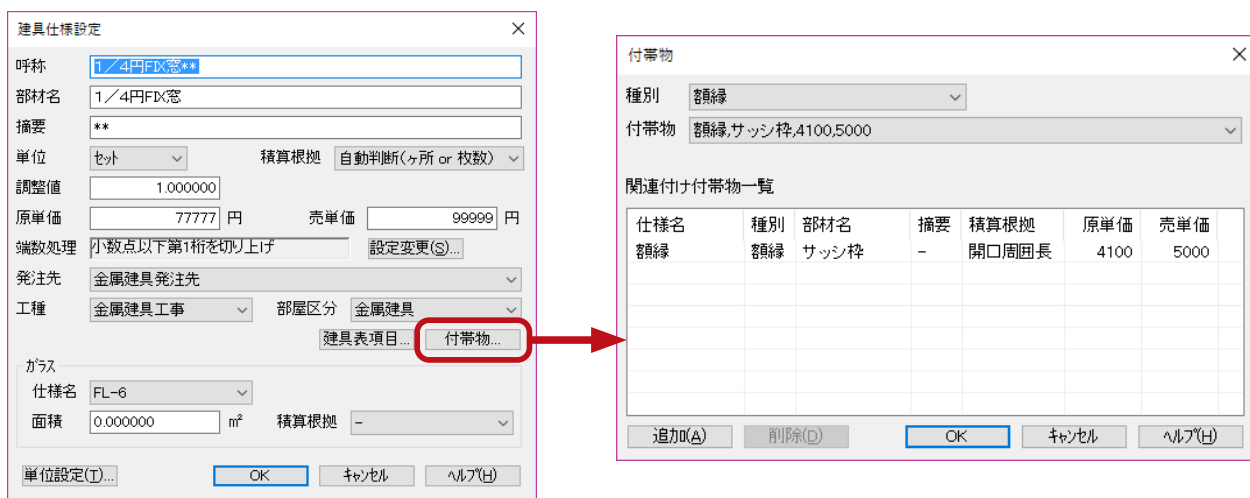 建具仕様設定
呼称 1／4円FIX窓**
部材名 1／4円FIX窓
摘要 **
単位 セット 積算根拠 自動判断(ヶ所 or 枚数)
調整値 1.000000
原単価 77777 円 売単価 99999 円
端数処理 小数点以下第1桁を切り上げ 設定変更(S)...
発注先 金属建具発注先
工種 金属建具工事 部屋区分 金属建具
建具表項目... 付帯物...
ガラス
仕様名 FL-6
面積 0.000000 m² 積算根拠 -
単位設定(T)... OK キャンセル ヘルプ(H)
付帯物
種別 額縁
付帯物 額縁,サッシ枠,4100,5000
関連付け付帯物一覧
仕様名 種別 部材名 摘要 積算根拠 原単価 売単価
額縁 額縁 サッシ枠 - 開口周囲長 4100 5000
追加(A) 削除(D) OK キャンセル ヘルプ(H)